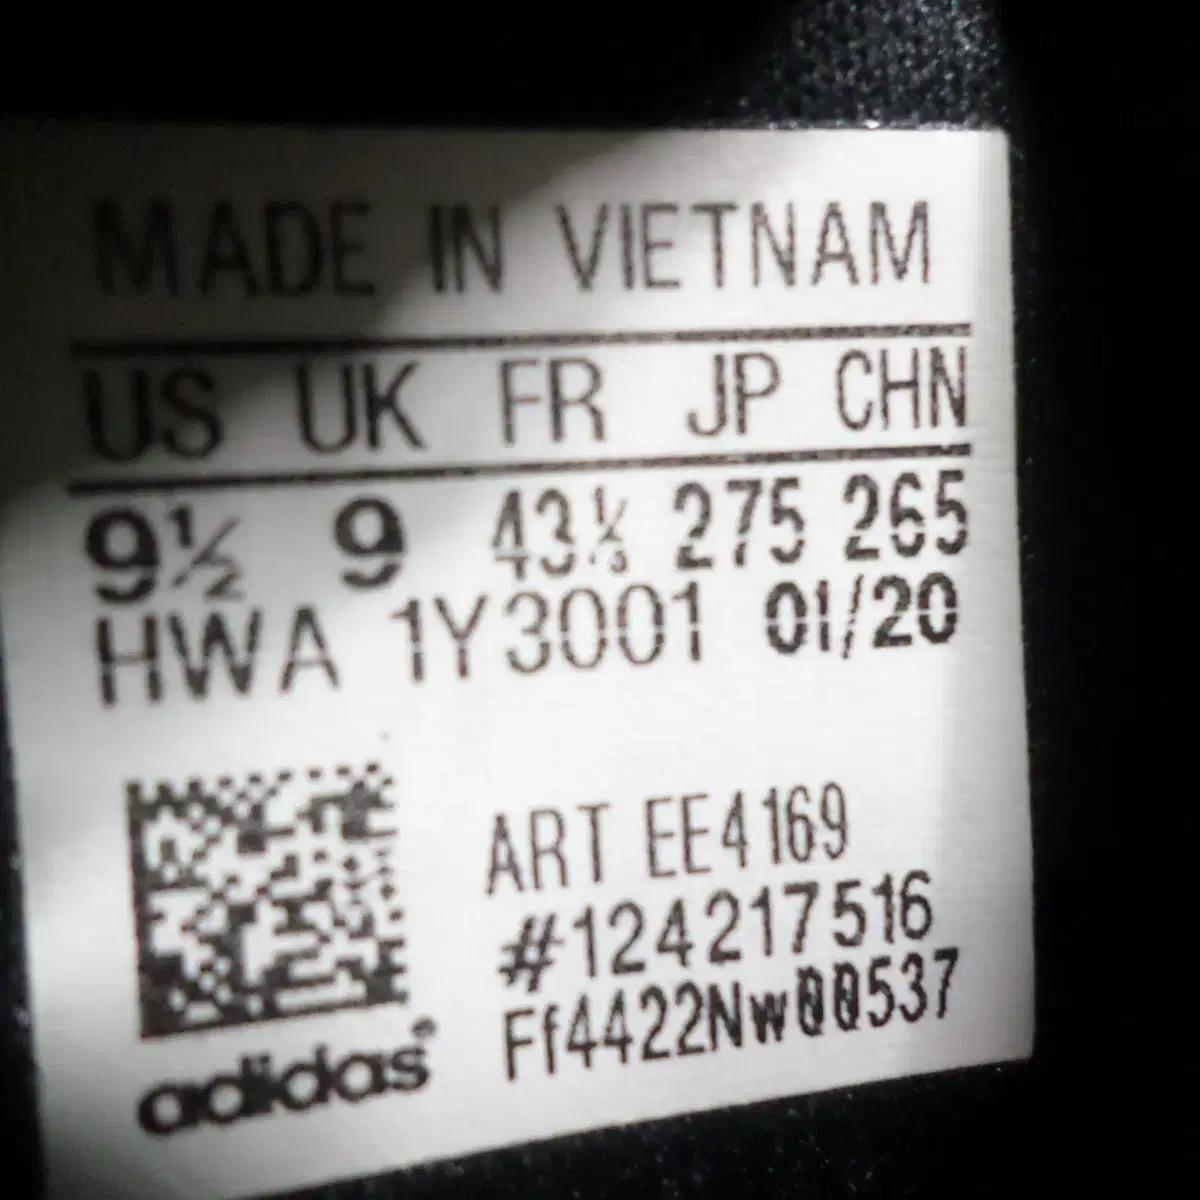 MADE IN VIETNAM
US UK FR JP CHN
9½ 9 43⅓ 275 265
HWA 1Y3001 01/20
ART EE4169
#124217516
Ff4422Nw00537
adidas®